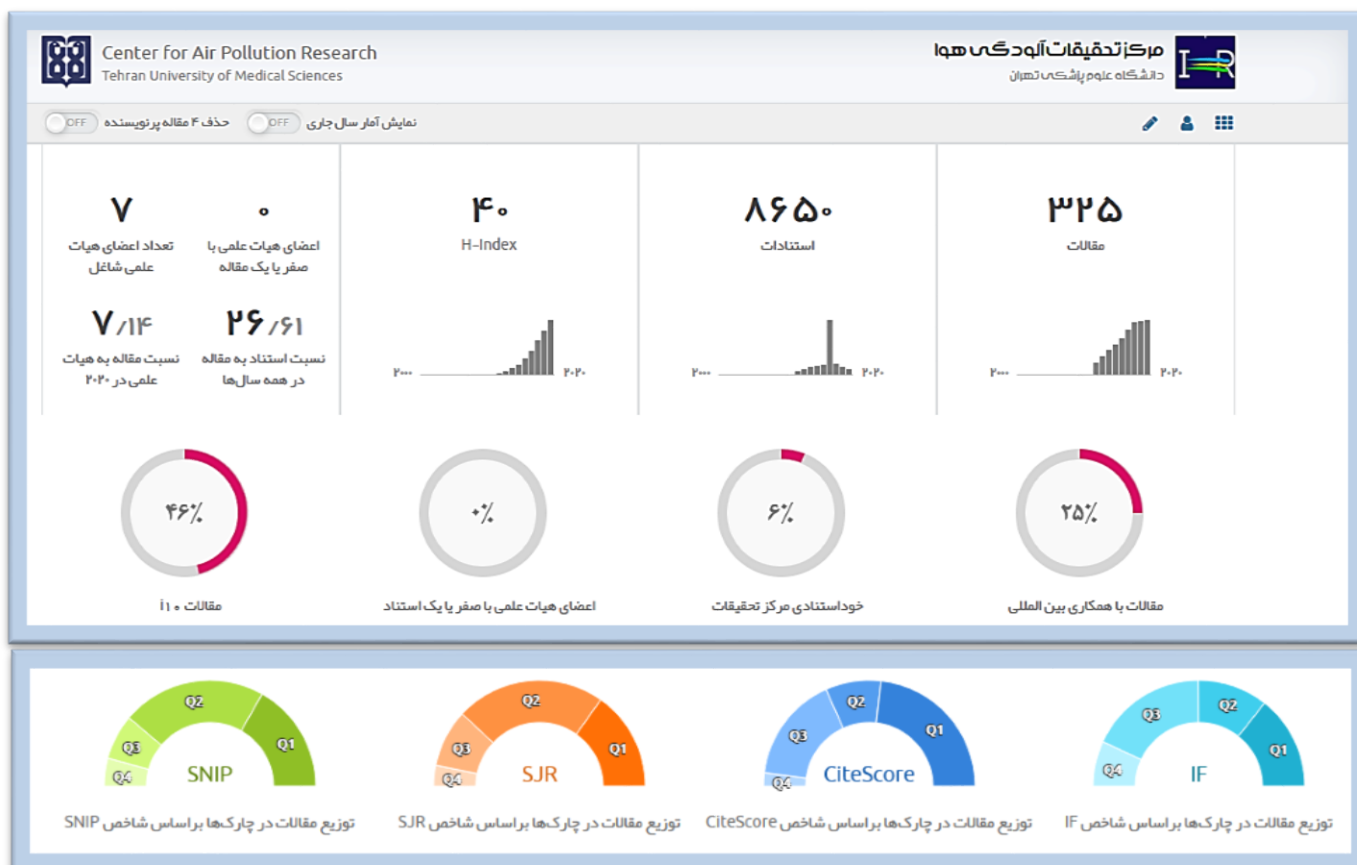 Center for Air Pollution Research
Tehran University of Medical Sciences
مرکز تحقیقات آلودگی هوا
دانشگاه علوم پزشکی تهران
نمایش آمار سال جاری OFF
حذف ۴ مقاله پر نویسنده OFF
۳۲۵
مقالات
۲۰۰۰ ۲۰۲۰
۸۶۵۰
استنادات
۲۰۰۰ ۲۰۲۰
۴۰
H-Index
۲۰۰۰ ۲۰۲۰
۰
اعضای هیات علمی با
صفر یا یک مقاله
۷
تعداد اعضای هیات
علمی شاغل
۲۶/۶۱
نسبت استناد به مقاله
در همه سال‌ها
۷/۱۴
نسبت مقاله به هیات
علمی در ۲۰۲۰
۲۵٪
مقالات با همکاری بین المللی
۶٪
خوداستنادی مرکز تحقیقات
۰٪
اعضای هیات علمی با صفر یا یک استناد
۴۶٪
مقالات i۱۰
Q1
Q2
Q3
Q4
IF
توزیع مقالات در چارک‌ها براساس شاخص IF
Q1
Q2
Q3
Q4
CiteScore
توزیع مقالات در چارک‌ها براساس شاخص CiteScore
Q1
Q2
Q3
Q4
SJR
توزیع مقالات در چارک‌ها براساس شاخص SJR
Q1
Q2
Q3
Q4
SNIP
توزیع مقالات در چارک‌ها براساس شاخص SNIP